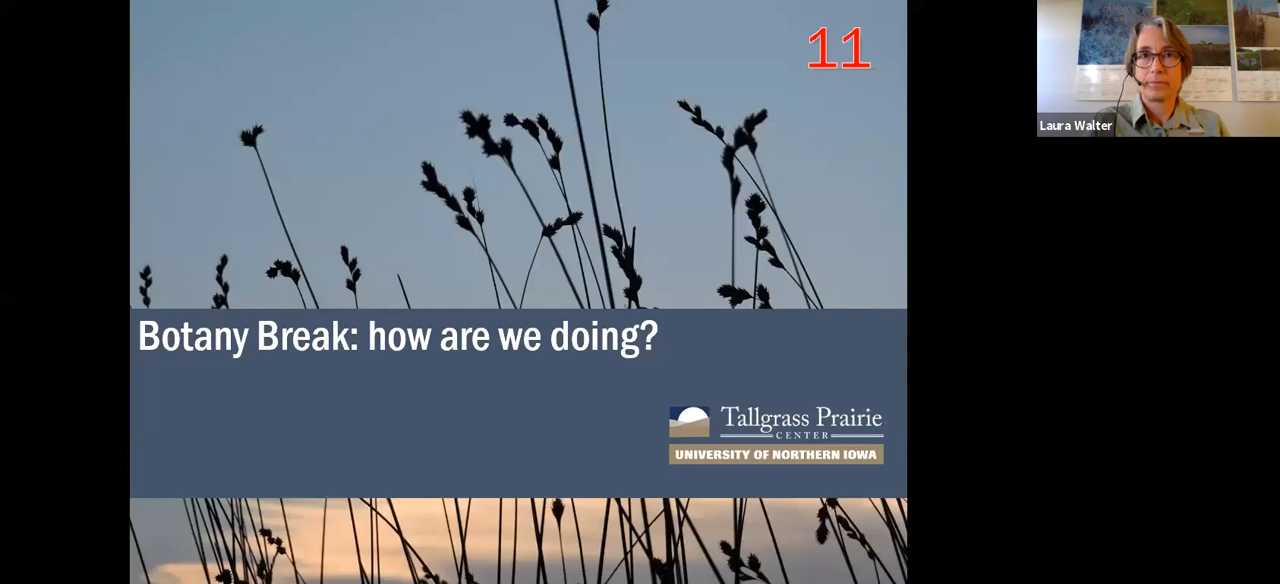 11
Laura Walter
Botany Break: how are we doing?
Tallgrass Prairie
CENTER
UNIVERSITY OF NORTHERN IOWA